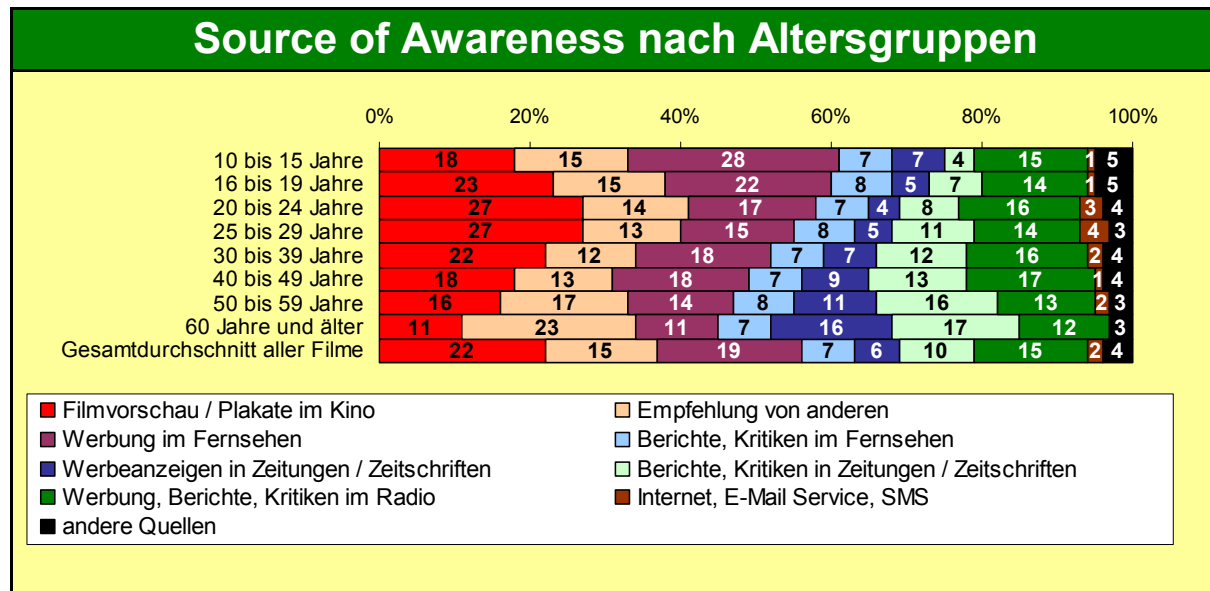 Source of Awareness nach Altersgruppen
0% 20% 40% 60% 80% 100%
10 bis 15 Jahre 18 15 28 7 7 4 15 1 5
16 bis 19 Jahre 23 15 22 8 5 7 14 1 5
20 bis 24 Jahre 27 14 17 7 4 8 16 3 4
25 bis 29 Jahre 27 13 15 8 5 11 14 4 3
30 bis 39 Jahre 22 12 18 7 7 12 16 2 4
40 bis 49 Jahre 18 13 18 7 9 13 17 1 4
50 bis 59 Jahre 16 17 14 8 11 16 13 2 3
60 Jahre und älter 11 23 11 7 16 17 12 3
Gesamtdurchschnitt aller Filme 22 15 19 7 6 10 15 2 4
Filmvorschau / Plakate im Kino Empfehlung von anderen
Werbung im Fernsehen Berichte, Kritiken im Fernsehen
Werbeanzeigen in Zeitungen / Zeitschriften Berichte, Kritiken in Zeitungen / Zeitschriften
Werbung, Berichte, Kritiken im Radio Internet, E-Mail Service, SMS
andere Quellen